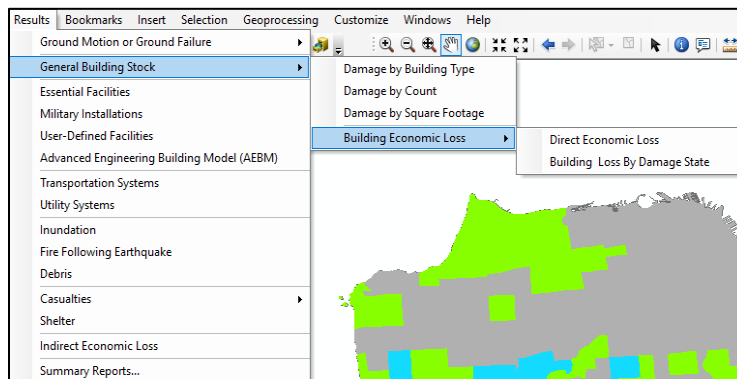 Results Bookmarks Insert Selection Geoprocessing Customize Windows Help
Ground Motion or Ground Failure
General Building Stock
Essential Facilities
Military Installations
User-Defined Facilities
Advanced Engineering Building Model (AEBM)
Transportation Systems
Utility Systems
Inundation
Fire Following Earthquake
Debris
Casualties
Shelter
Indirect Economic Loss
Summary Reports...
Damage by Building Type
Damage by Count
Damage by Square Footage
Building Economic Loss
Direct Economic Loss
Building Loss By Damage State